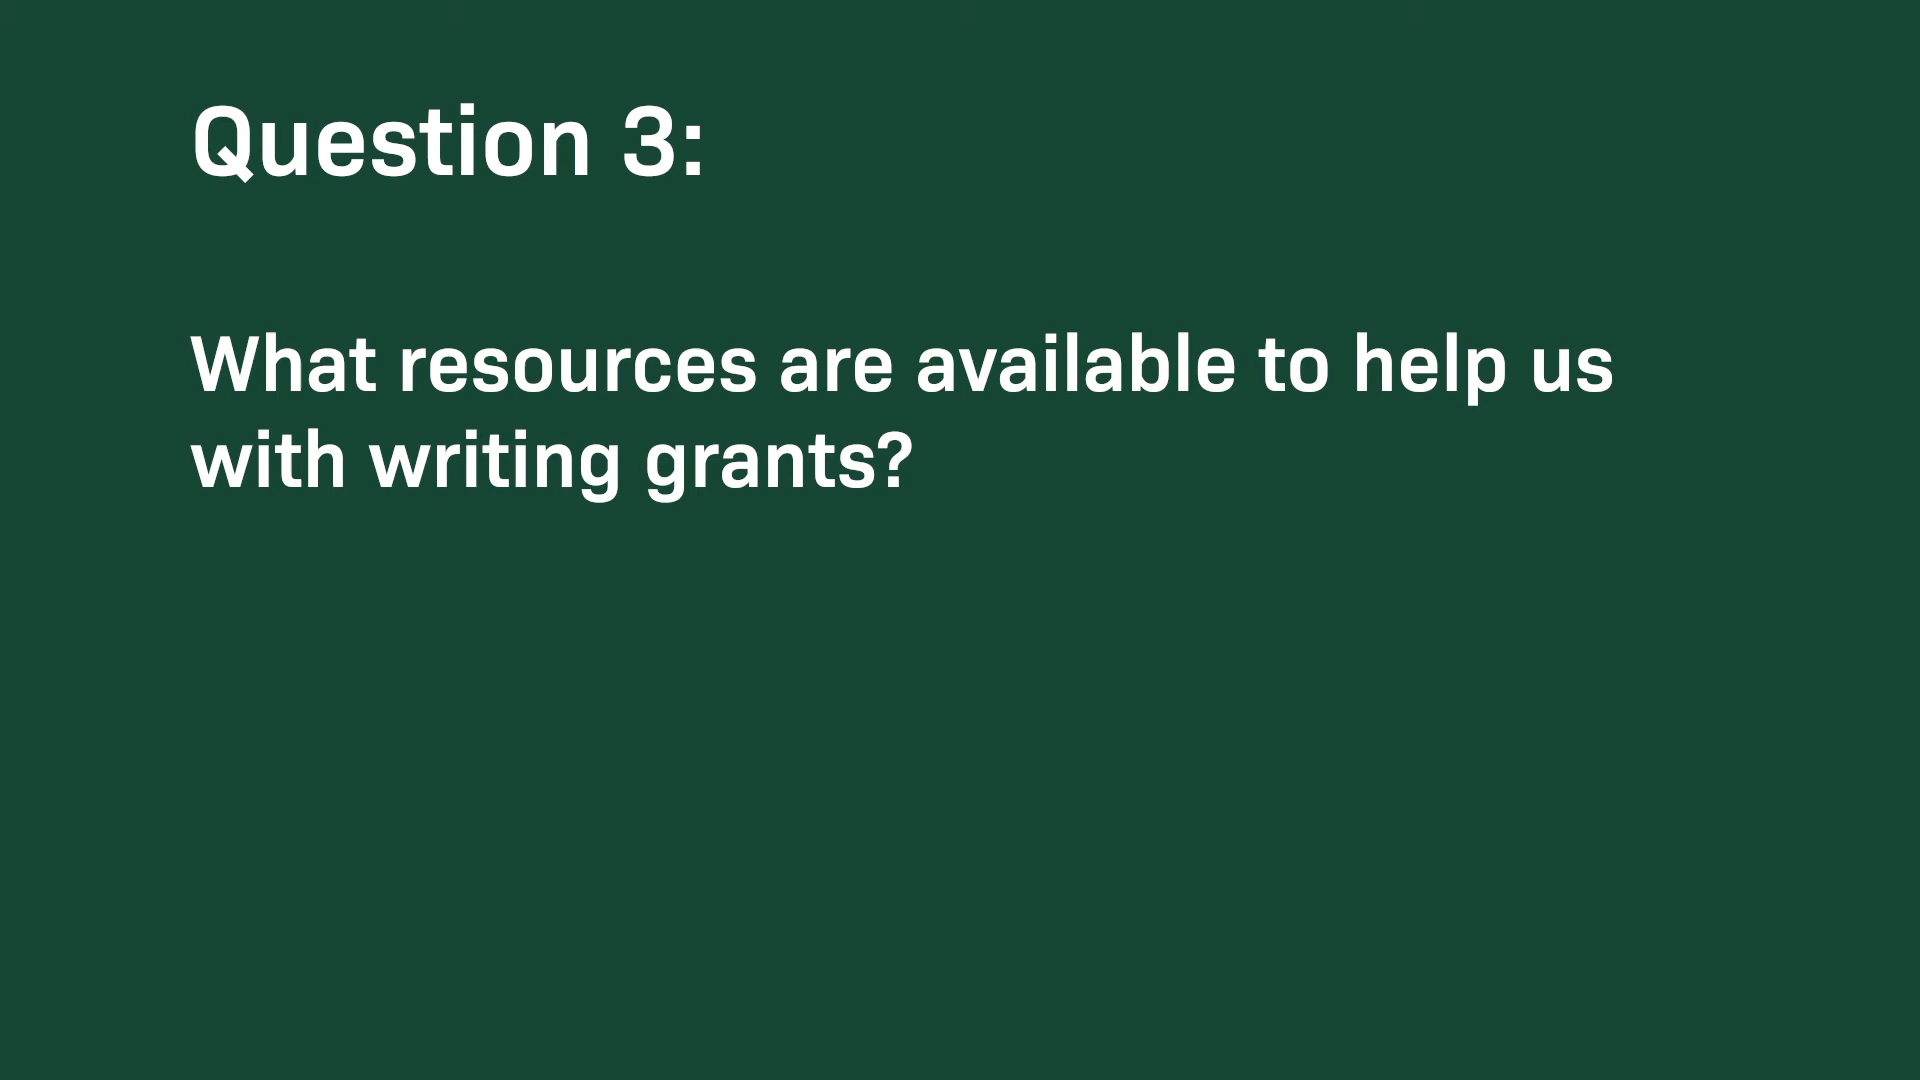 Question 3:
What resources are available to help us
with writing grants?